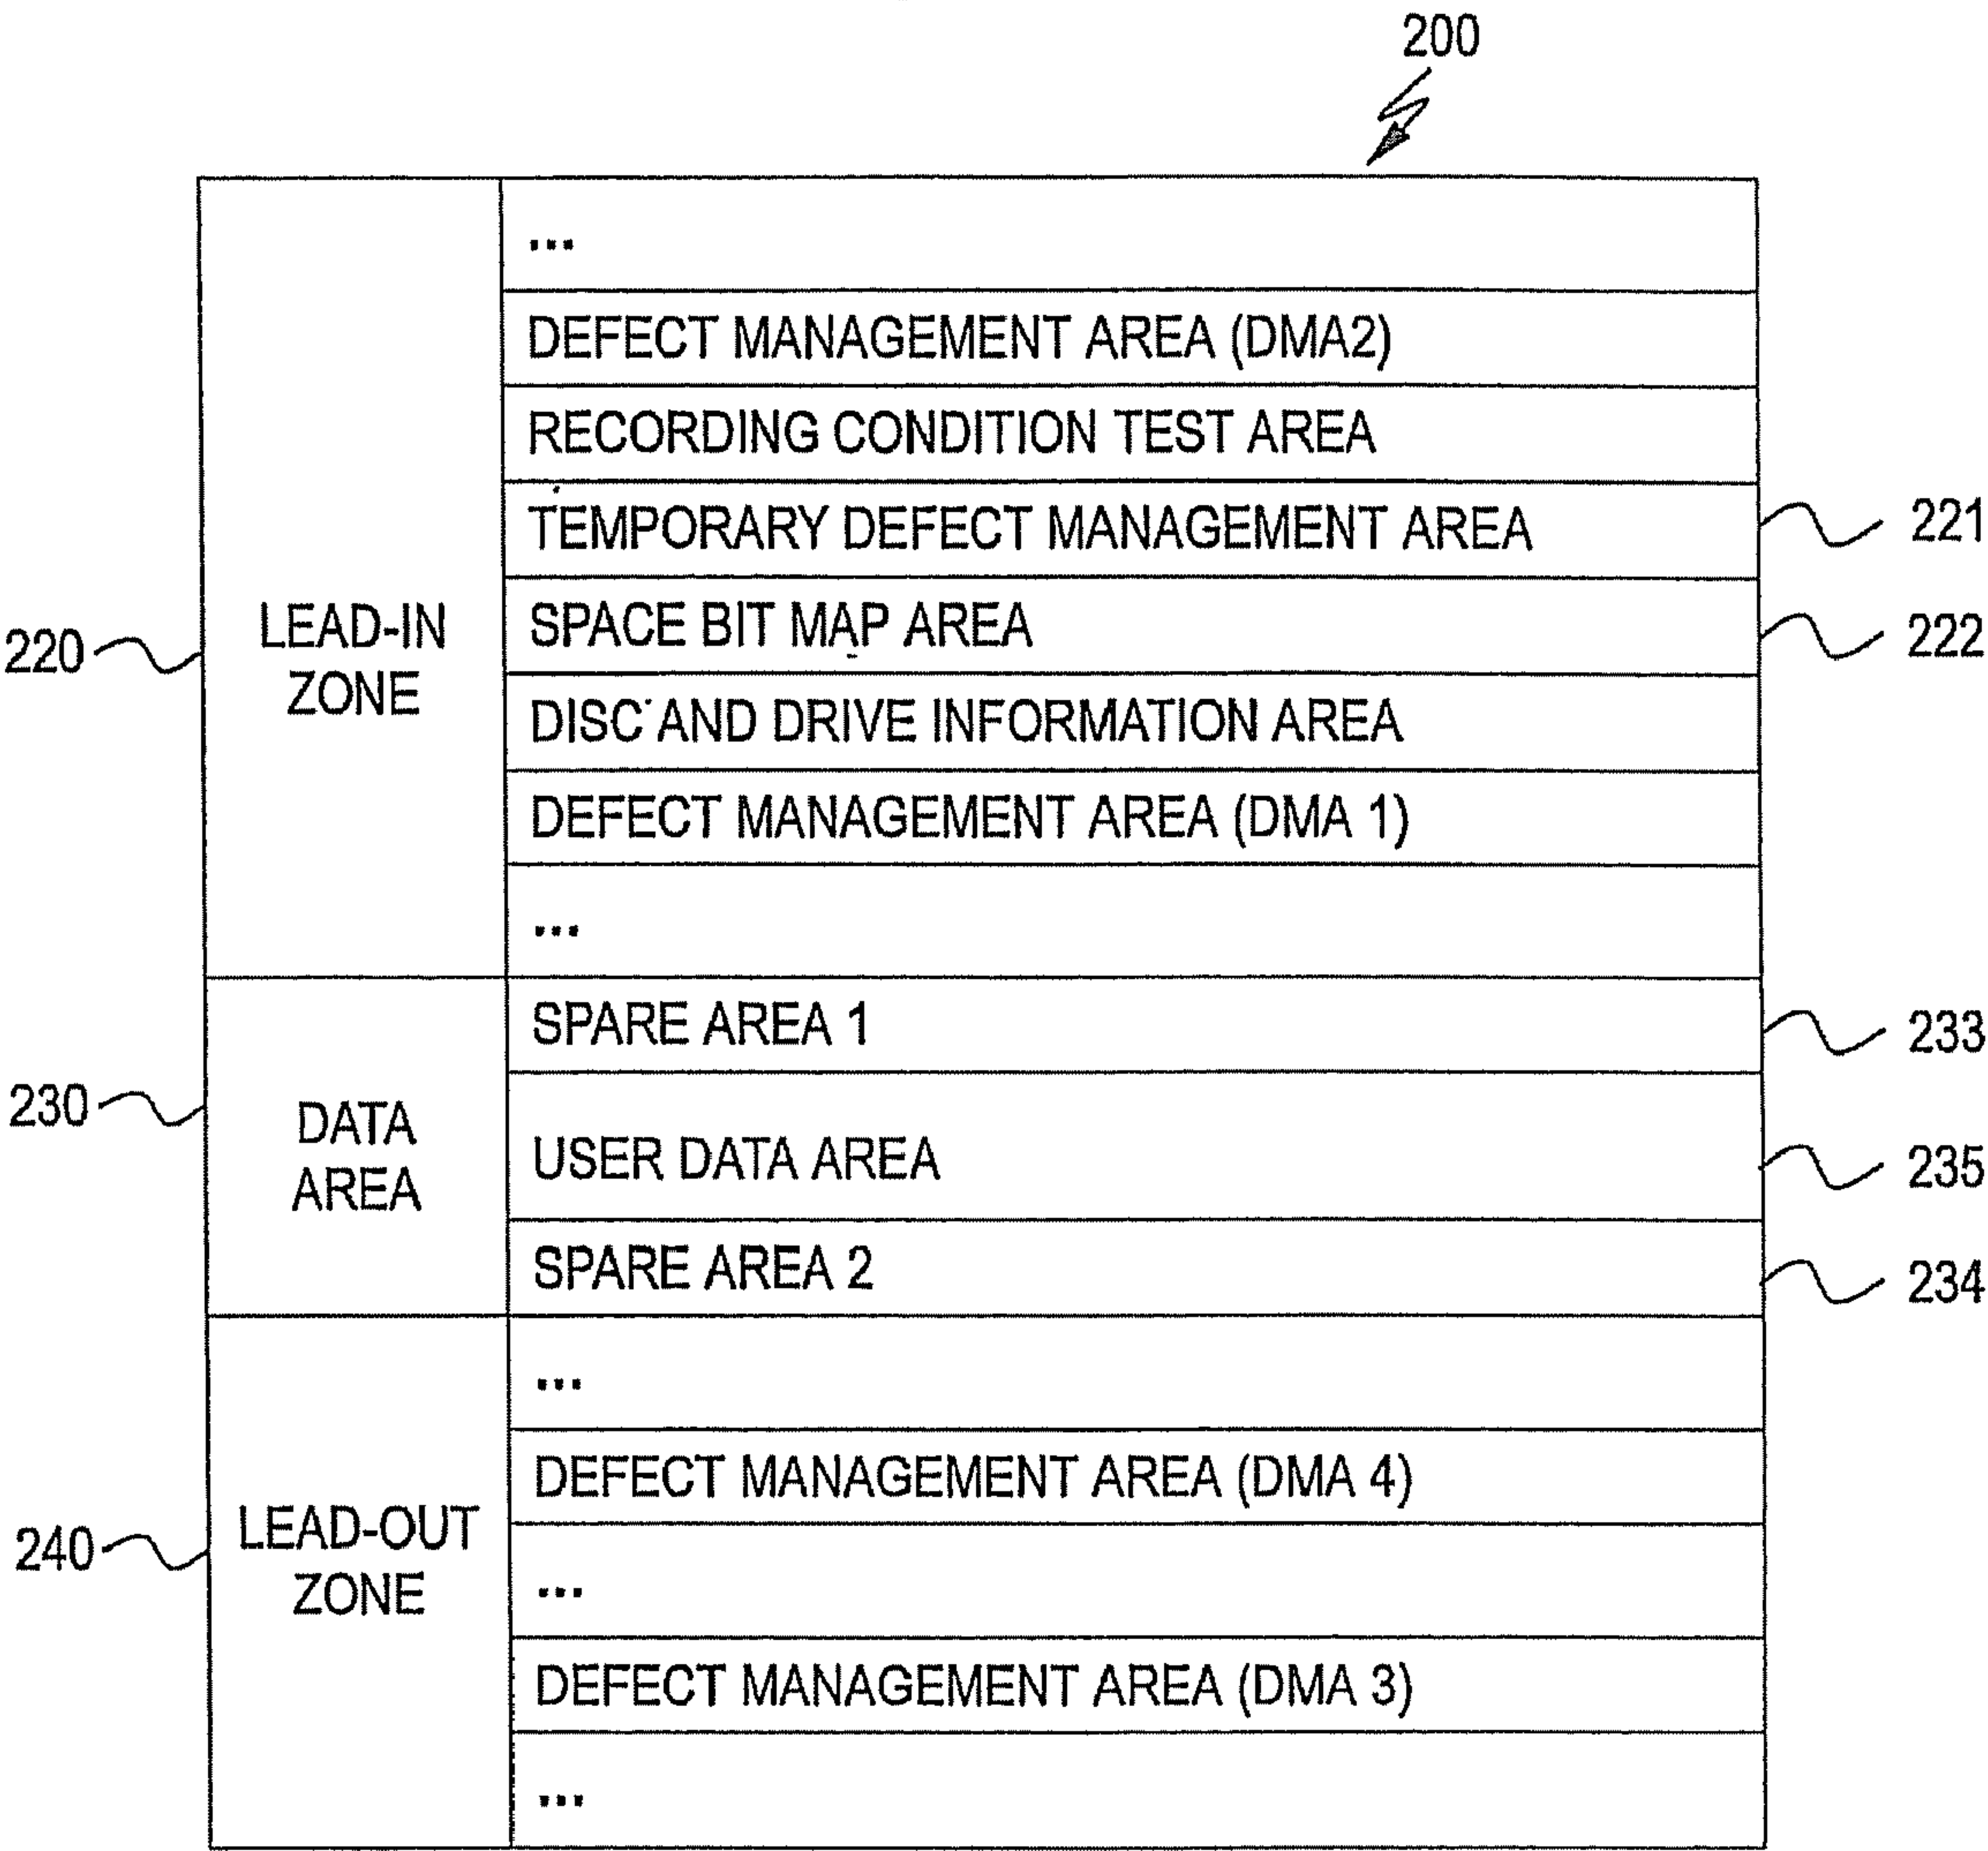 200
...
DEFECT MANAGEMENT AREA (DMA2)
RECORDING CONDITION TEST AREA
TEMPORARY DEFECT MANAGEMENT AREA
221
220
LEAD-IN
ZONE
SPACE BIT MAP AREA
222
DISC AND DRIVE INFORMATION AREA
DEFECT MANAGEMENT AREA (DMA 1)
...
230
DATA
AREA
SPARE AREA 1
233
USER DATA AREA
235
SPARE AREA 2
234
240
LEAD-OUT
ZONE
...
DEFECT MANAGEMENT AREA (DMA 4)
...
DEFECT MANAGEMENT AREA (DMA 3)
...